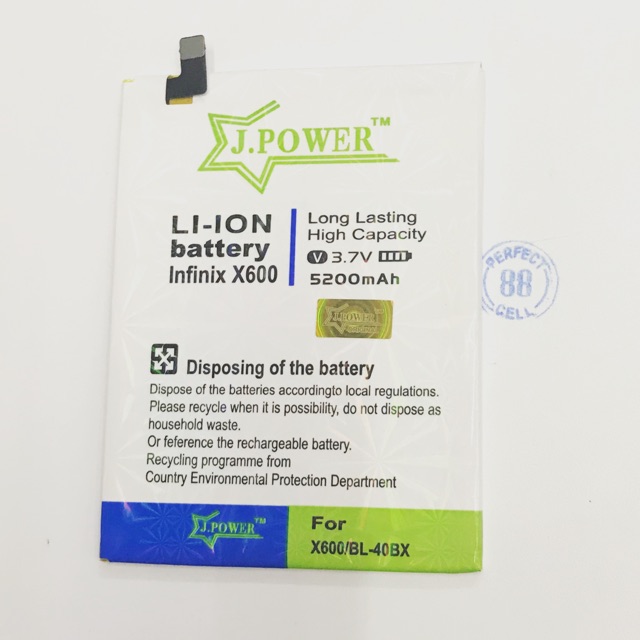 J.POWER™
LI-ION
battery
Infinix X600
Long Lasting
High Capacity
V 3.7V
5200mAh
J.POWER
Disposing of the battery
Dispose of the batteries accordingto local regulations.
Please recycle when it is possibility, do not dispose as
household waste.
Or reference the rechargeable battery.
Recycling programme from
Country Environmental Protection Department
J.POWER™
For
X600/BL-40BX
PERFECT
88
CELL